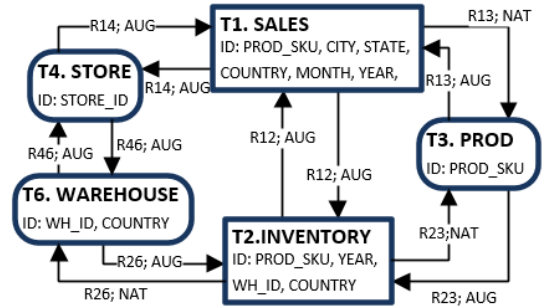 R14; AUG
T1. SALES
ID: PROD_SKU, CITY, STATE,
COUNTRY, MONTH, YEAR,
R13; NAT
T4. STORE
ID: STORE_ID
R14; AUG
R13; AUG
R46; AUG
R46; AUG
R12; AUG
R12; AUG
T3. PROD
ID: PROD_SKU
T6. WAREHOUSE
ID: WH_ID, COUNTRY
T2.INVENTORY
ID: PROD_SKU, YEAR,
WH_ID, COUNTRY
R23;NAT
R26; AUG
R26; NAT
R23; AUG